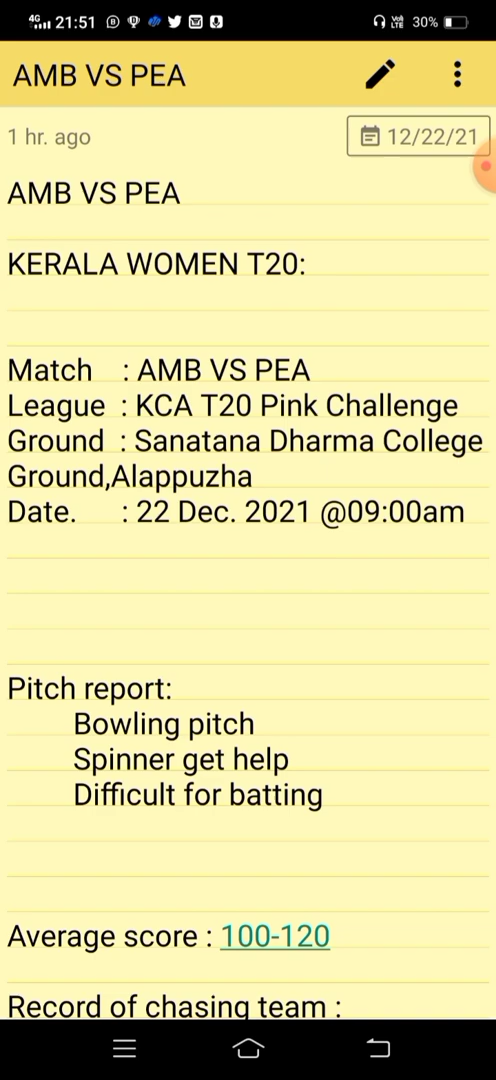 4G 21:51 VoI) LTE 30%
AMB VS PEA
1 hr. ago 12/22/21
AMB VS PEA
KERALA WOMEN T20:
Match : AMB VS PEA
League : KCA T20 Pink Challenge
Ground : Sanatana Dharma College
Ground,Alappuzha
Date. : 22 Dec. 2021 @09:00am
Pitch report:
Bowling pitch
Spinner get help
Difficult for batting
Average score : 100-120
Record of chasing team :